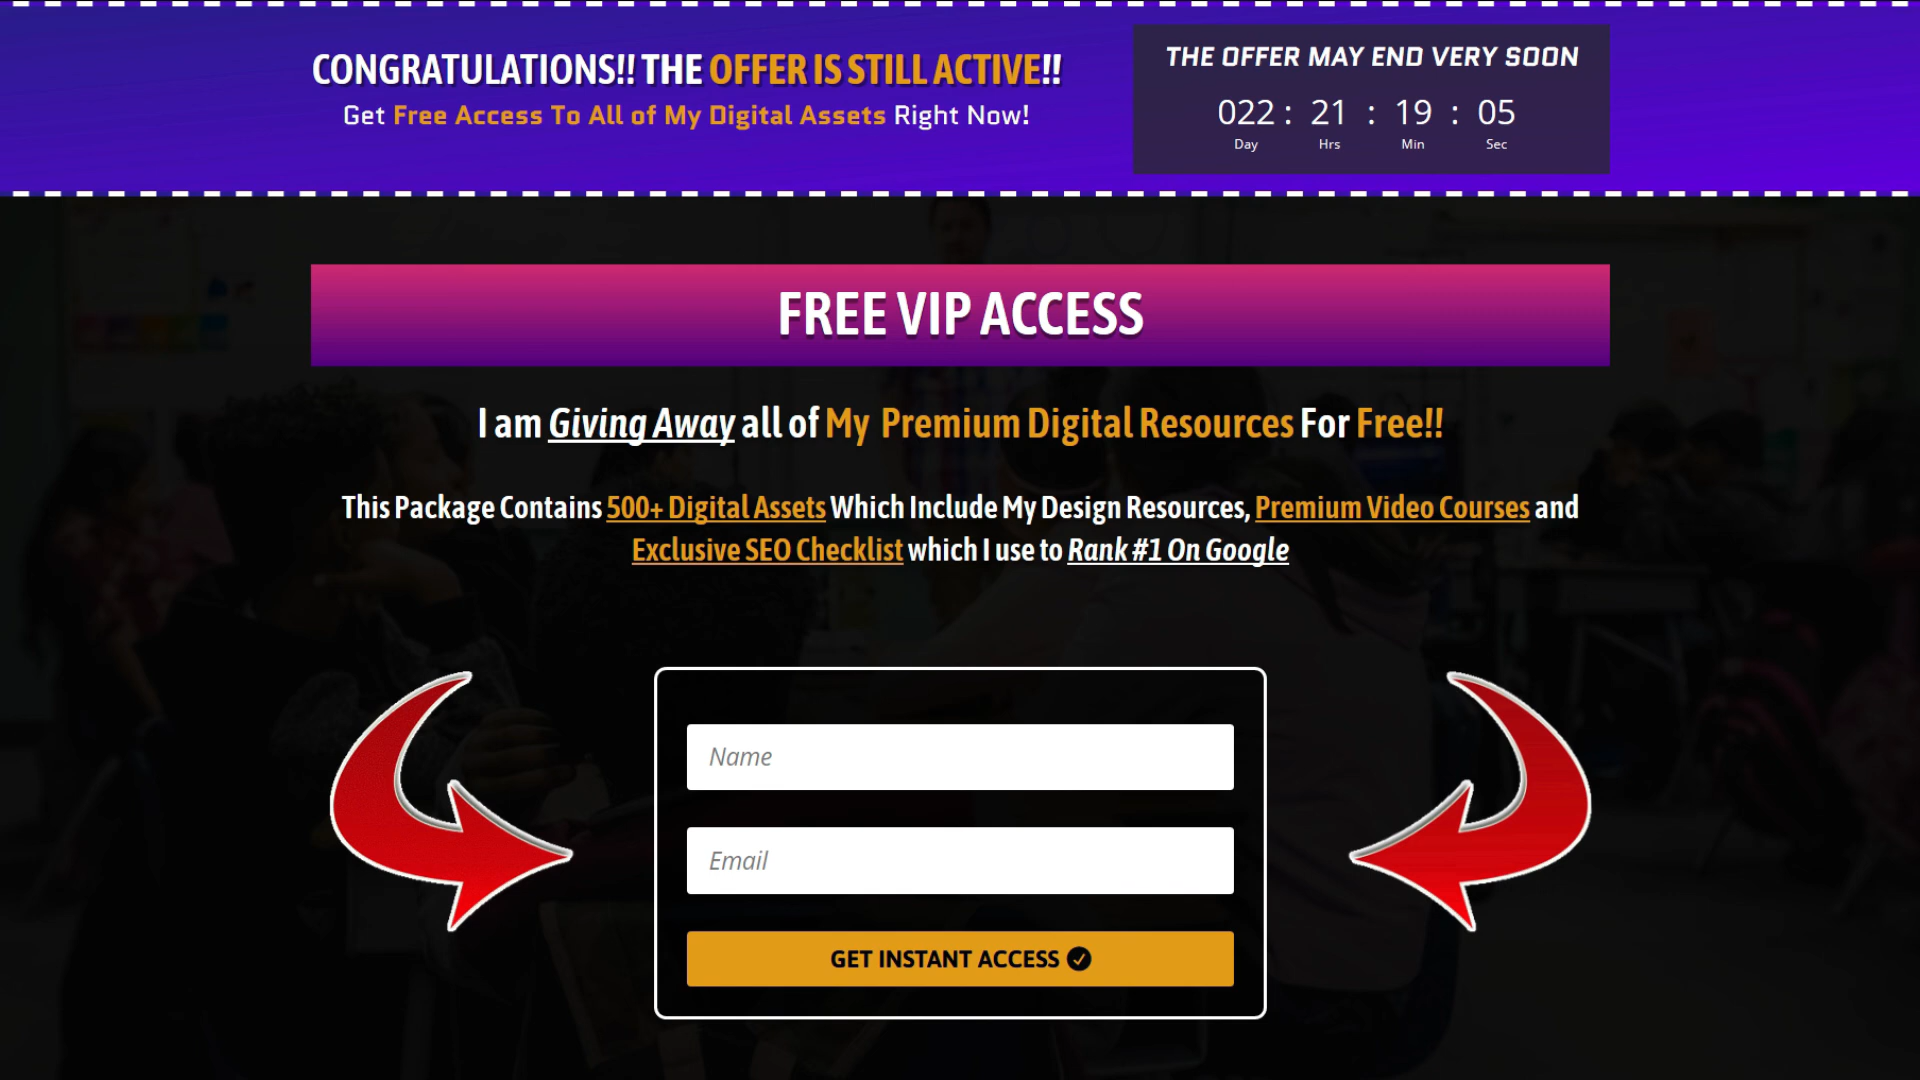 CONGRATULATIONS!! THE OFFER IS STILL ACTIVE!!
Get Free Access To All of My Digital Assets Right Now!
THE OFFER MAY END VERY SOON
022 : 21 : 19 : 05
Day Hrs Min Sec
FREE VIP ACCESS
I am Giving Away all of My Premium Digital Resources For Free!!
This Package Contains 500+ Digital Assets Which Include My Design Resources, Premium Video Courses and
Exclusive SEO Checklist which I use to Rank #1 On Google
Name
Email
GET INSTANT ACCESS